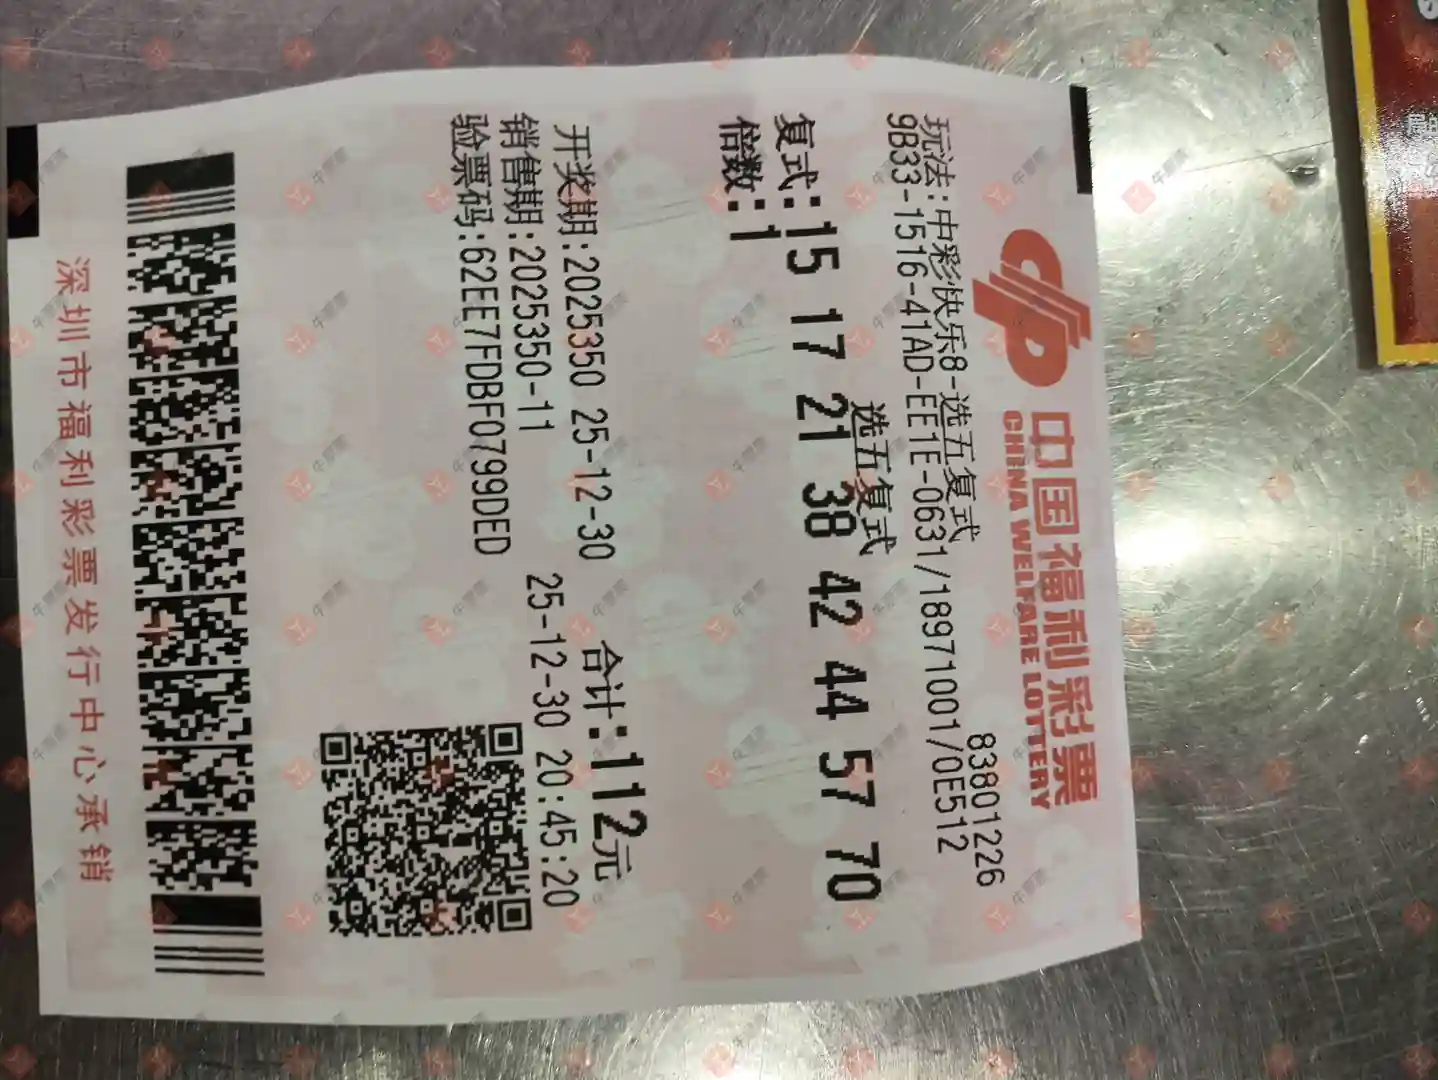 中国福利彩票
CHINA WELFARE LOTTERY
83801226
玩法:中彩快乐8-选五复式
9B33-1516-41AD-EE1E-0631/18971001/0E512
选五复式
复式:15 17 21 38 42 44 57 70
倍数:1
合计:112元
开奖期:2025350 25-12-30
销售期:2025350-11 25-12-30 20:45:20
验票码:62EE7FDBF0799DED
深圳市福利彩票发行中心承销